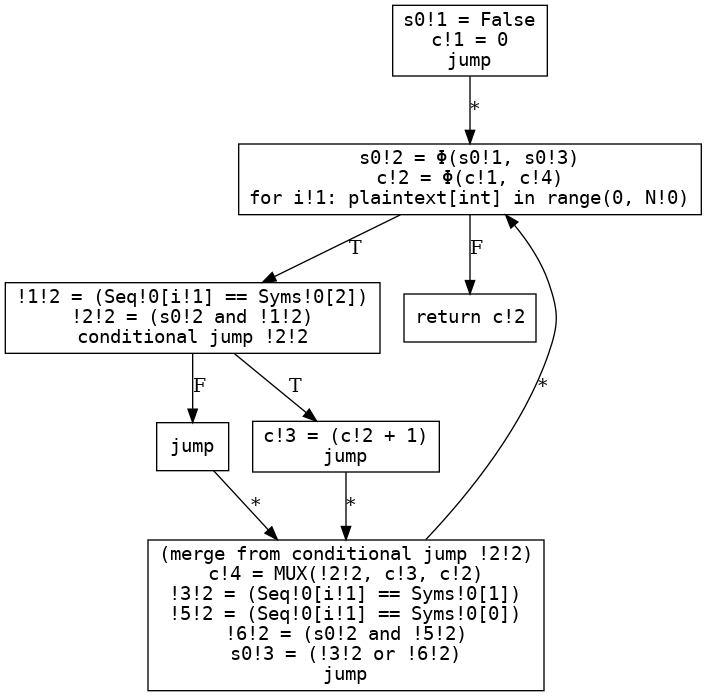 s0!1 = False
c!1 = 0
jump
*
s0!2 = Φ(s0!1, s0!3)
c!2 = Φ(c!1, c!4)
for i!1: plaintext[int] in range(0, N!0)
T
F
!1!2 = (Seq!0[i!1] == Syms!0[2])
!2!2 = (s0!2 and !1!2)
conditional jump !2!2
return c!2
F
T
*
jump
c!3 = (c!2 + 1)
jump
*
*
(merge from conditional jump !2!2)
c!4 = MUX(!2!2, c!3, c!2)
!3!2 = (Seq!0[i!1] == Syms!0[1])
!5!2 = (Seq!0[i!1] == Syms!0[0])
!6!2 = (s0!2 and !5!2)
s0!3 = (!3!2 or !6!2)
jump